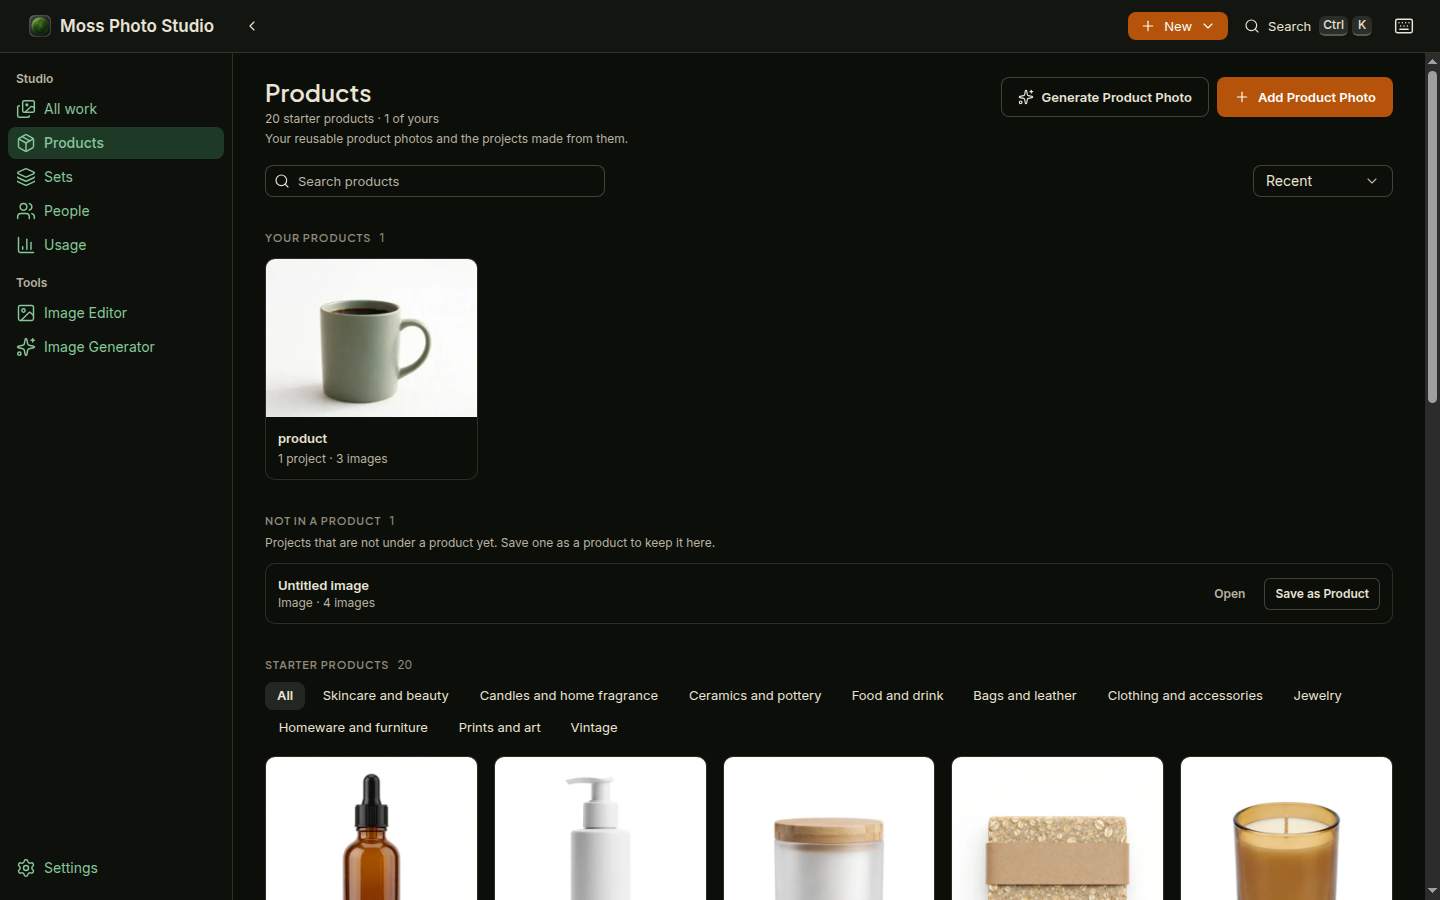 Moss Photo Studio
New
Search
Ctrl
K
Studio
All work
Products
Sets
People
Usage
Tools
Image Editor
Image Generator
Settings
Products
20 starter products · 1 of yours
Your reusable product photos and the projects made from them.
Generate Product Photo
Add Product Photo
Search products
Recent
YOUR PRODUCTS 1
product
1 project · 3 images
NOT IN A PRODUCT 1
Projects that are not under a product yet. Save one as a product to keep it here.
Untitled image
Image · 4 images
Open
Save as Product
STARTER PRODUCTS 20
All Skincare and beauty Candles and home fragrance Ceramics and pottery Food and drink Bags and leather Clothing and accessories Jewelry
Homeware and furniture Prints and art Vintage